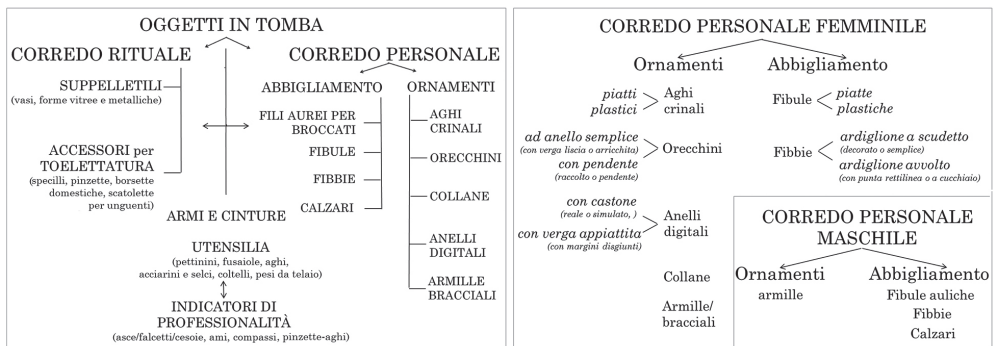 OGGETTI IN TOMBA
CORREDO RITUALE
SUPPELLETILI
(vasi, forme vitree e metalliche)
ACCESSORI per
TOELETTATURA
(specilli, pinzette, borsette
domestiche, scatolette
per unguenti)
ARMI E CINTURE
UTENSILIA
(pettinini, fusaiole, aghi,
acciarini e selci, coltelli, pesi da telaio)
INDICATORI DI
PROFESSIONALITÀ
(asce/falcetti/cesoie, ami, compassi, pinzette-aghi)
CORREDO PERSONALE
ABBIGLIAMENTO
FILI AUREI PER
BROCCATI
FIBULE
FIBBIE
CALZARI
ORNAMENTI
AGHI
CRINALI
ORECCHINI
COLLANE
ANELLI
DIGITALI
ARMILLE
BRACCIALI
CORREDO PERSONALE FEMMINILE
Ornamenti
piatti
plastici
Aghi
crinali
ad anello semplice
(con verga liscia o arricchita)
con pendente
(raccolto o pendente)
Orecchini
con castone
(reale o simulato, )
con verga appiattita
(con margini disgiunti)
Anelli
digitali
Collane
Armille/
bracciali
Abbigliamento
Fibule
piatte
plastiche
Fibbie
ardiglione a scudetto
(decorato o semplice)
ardiglione avvolto
(con punta rettilinea o a cucchiaio)
CORREDO PERSONALE
MASCHILE
Ornamenti
armille
Abbigliamento
Fibule auliche
Fibbie
Calzari